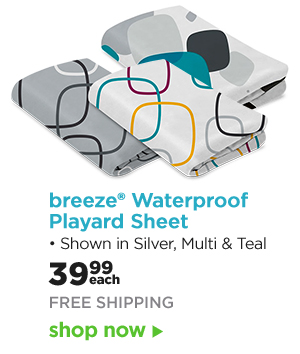 breeze® Waterproof
Playard Sheet
• Shown in Silver, Multi & Teal
39.99 each
FREE SHIPPING
shop now ▶